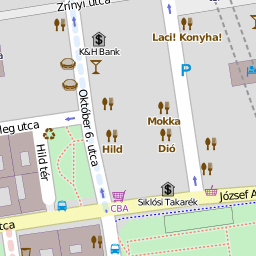 Zrínyi utca
Laci! Konyha!
K&H Bank
Október 6. utca
Mokka
leg utca
Hild
Dió
Hild tér
Siklósi Takarék
József A
CBA
utca